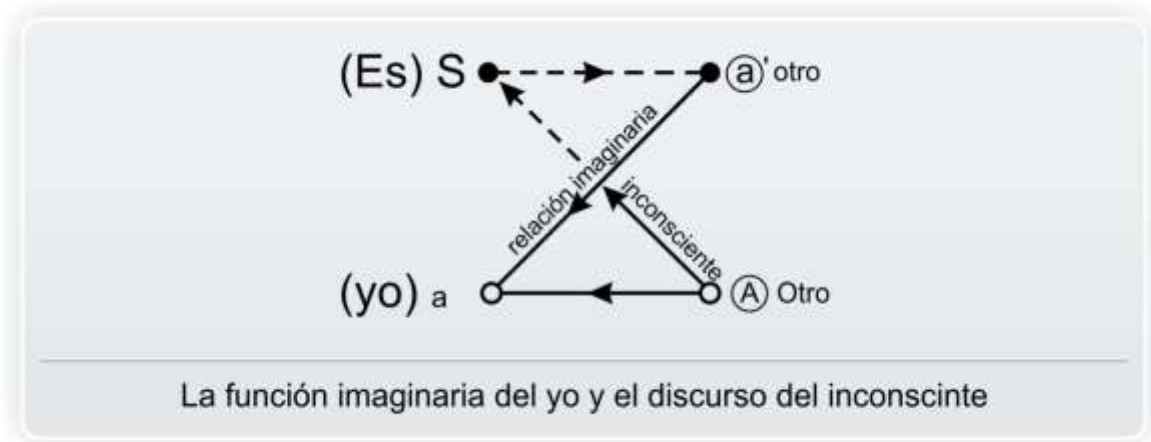 (Es) S
a' otro
relación imaginaria
inconsciente
(yo) a
A Otro
La función imaginaria del yo y el discurso del inconscinte